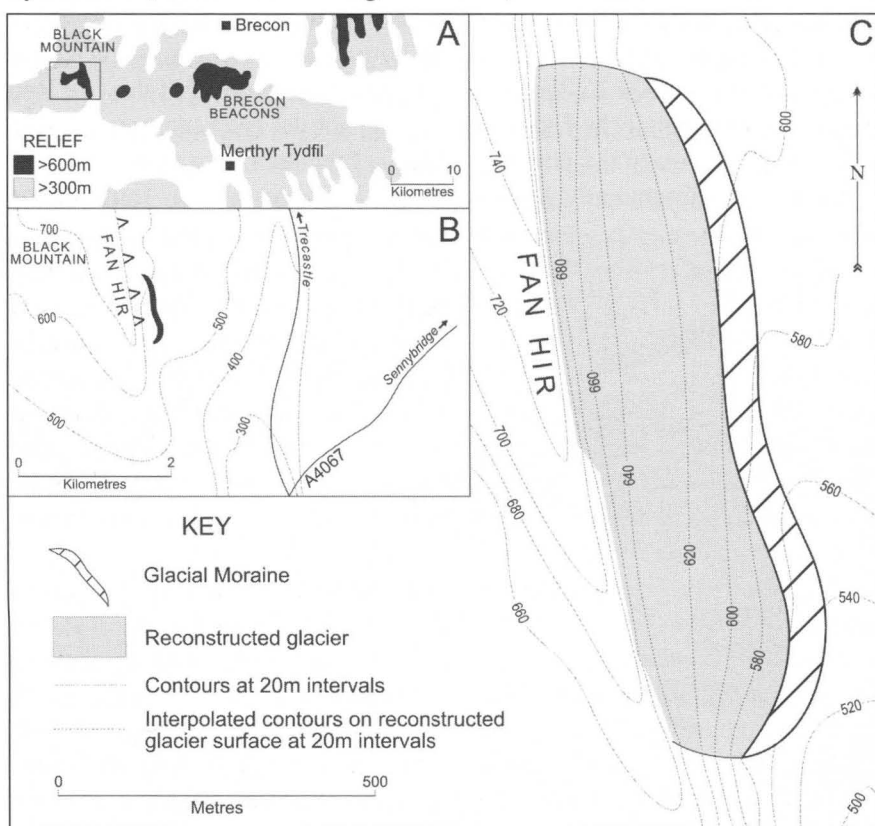 A
BLACK
MOUNTAIN
Brecon
BRECON
BEACONS
RELIEF
>600m
>300m
Merthyr Tydfil
0 10
Kilometres
B
700
BLACK
MOUNTAIN
FAN HIR
600
500
500
400
300
Trecastle
Sennybridge
A4067
0 2
Kilometres
C
N
600
740
680
720
FAN HIR
660
580
700
640
680
560
620
660
600
540
580
520
500
KEY
Glacial Moraine
Reconstructed glacier
Contours at 20m intervals
Interpolated contours on reconstructed
glacier surface at 20m intervals
0 500
Metres